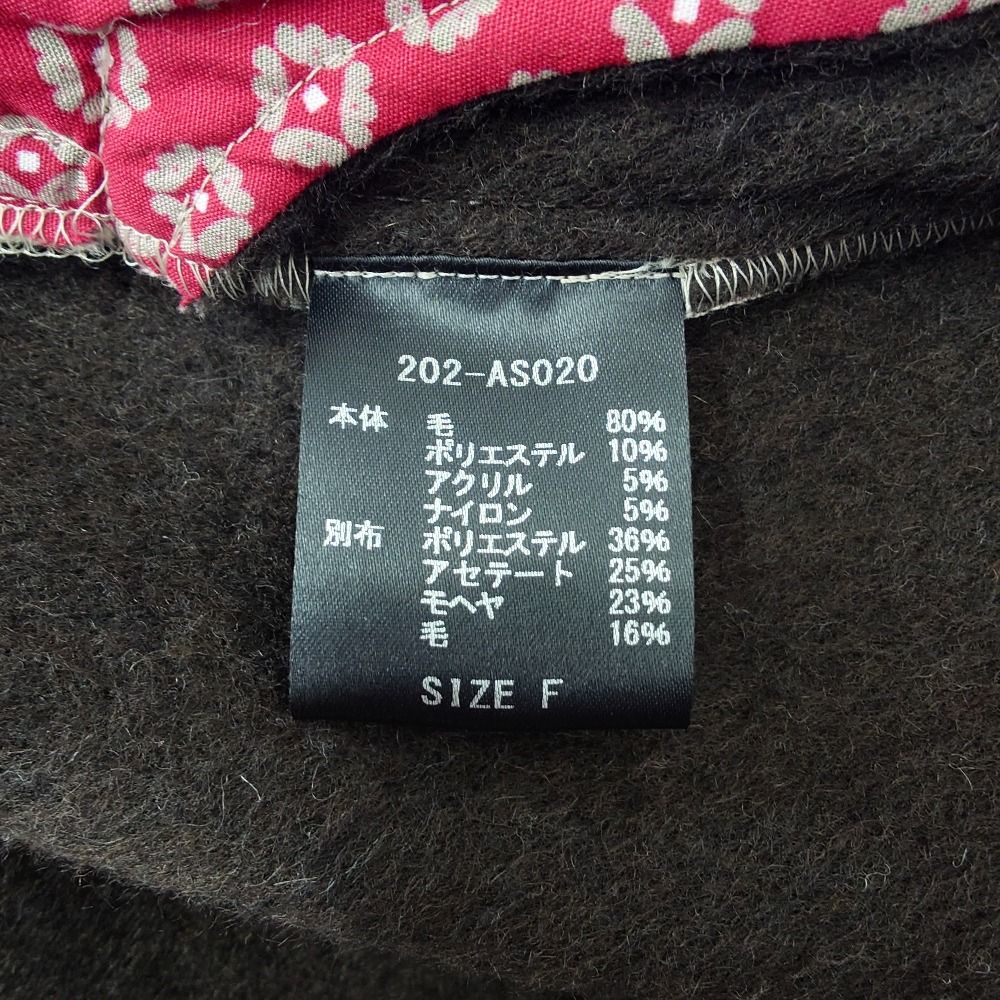 202-AS020
本体 毛 80%
ポリエステル 10%
アクリル 5%
ナイロン 5%
別布 ポリエステル 36%
アセテート 25%
モヘヤ 23%
毛 16%
SIZE F